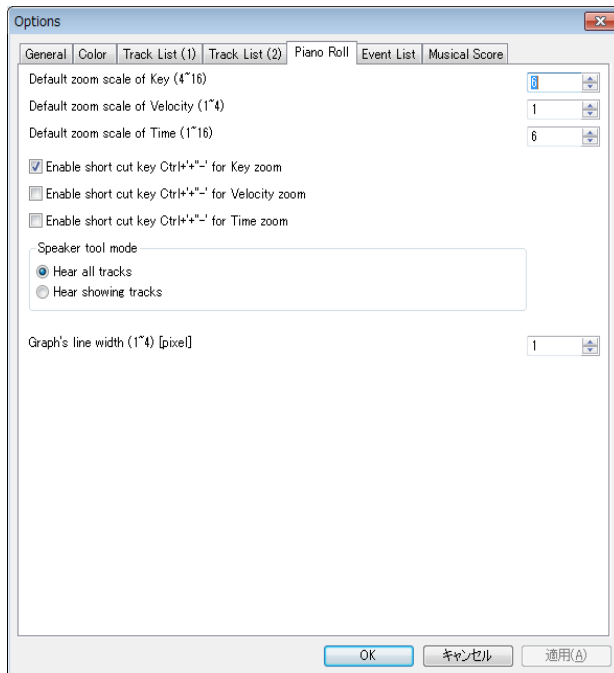 Options
General Color Track List (1) Track List (2) Piano Roll Event List Musical Score
Default zoom scale of Key (4~16) 6
Default zoom scale of Velocity (1~4) 1
Default zoom scale of Time (1~16) 6
Enable short cut key Ctrl+'+''-' for Key zoom
Enable short cut key Ctrl+'+''-' for Velocity zoom
Enable short cut key Ctrl+'+''-' for Time zoom
Speaker tool mode
Hear all tracks
Hear showing tracks
Graph's line width (1~4) [pixel] 1
OK キャンセル 適用(A)